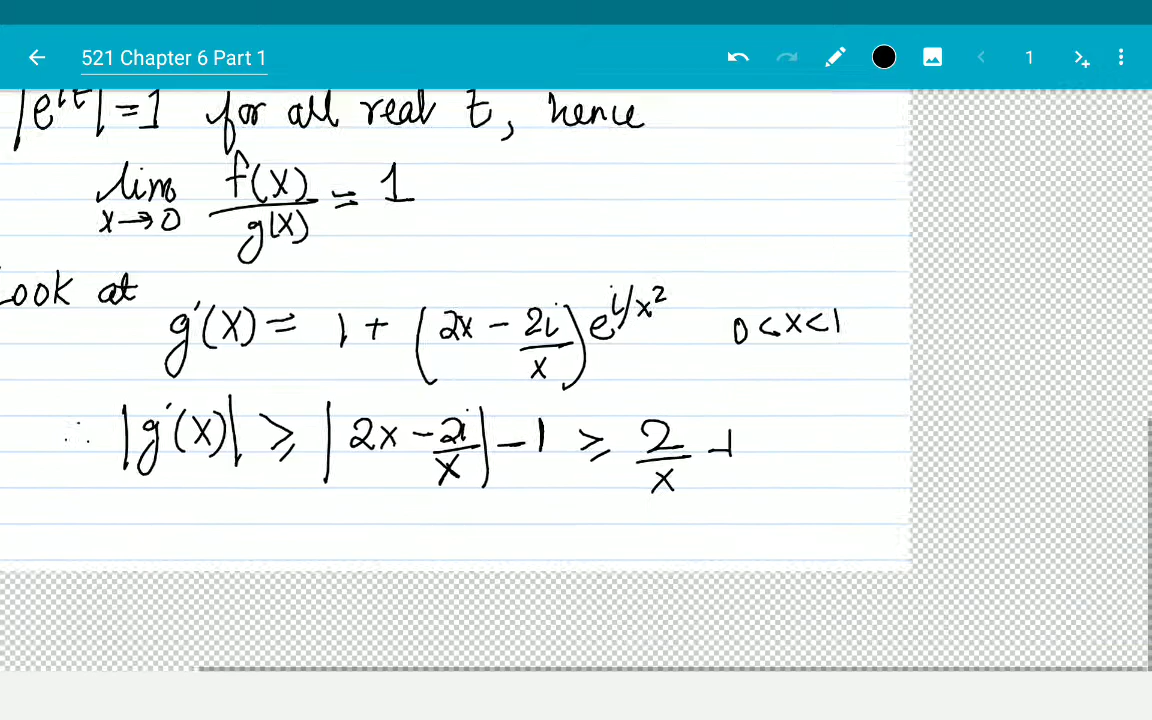 521 Chapter 6 Part 1
1
|e^{it}| = 1 for all real t, hence
lim_{x→0} f(x)/g(x) = 1
Look at
g'(x) = 1 + (2x - 2i/x) e^{i/x^2} 0 < x < 1
∴ |g'(x)| ≥ |2x - 2i/x| - 1 ≥ 2/x -1